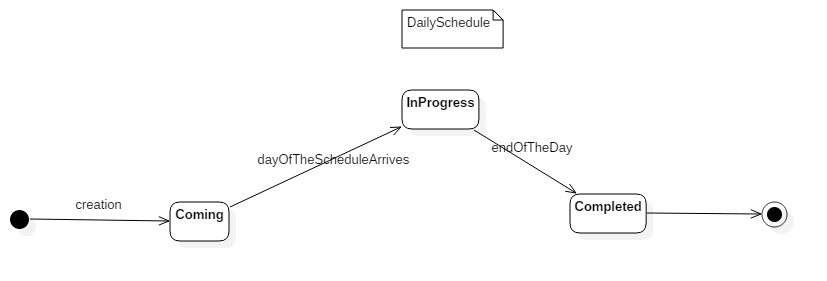 DailySchedule
InProgress
endOfTheDay
dayOfTheScheduleArrives
creation
Coming
Completed